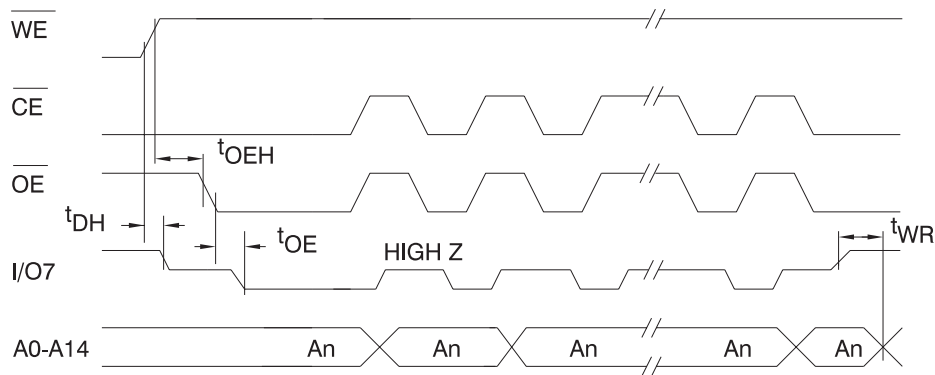 WE
CE
tOEH
OE
tDH
tOE
tWR
HIGH Z
I/O7
A0-A14 An An An An An